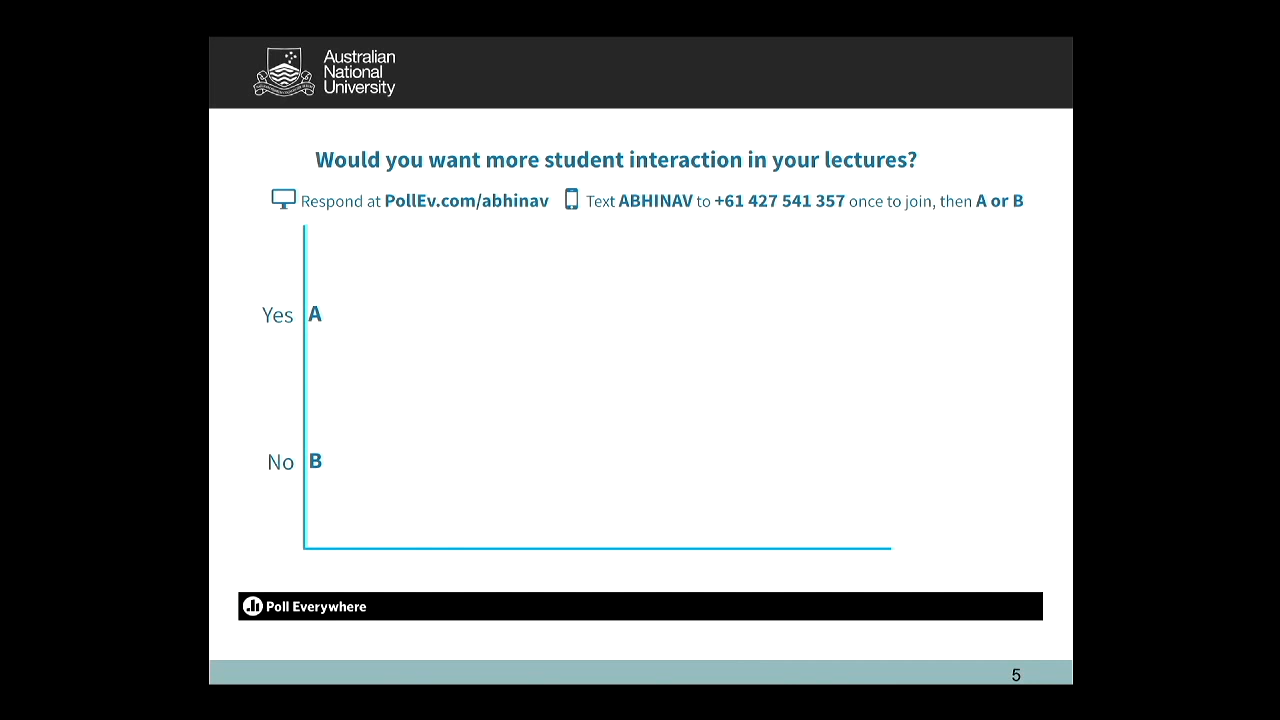 Australian
National
University
Would you want more student interaction in your lectures?
Respond at PollEv.com/abhinav Text ABHINAV to +61 427 541 357 once to join, then A or B
Yes A
No B
Poll Everywhere
5